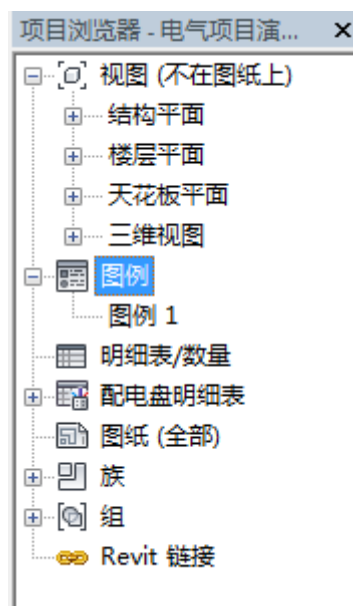 项目浏览器 - 电气项目演...
视图 (不在图纸上)
结构平面
楼层平面
天花板平面
三维视图
图例
图例 1
明细表/数量
配电盘明细表
图纸 (全部)
族
组
Revit 链接